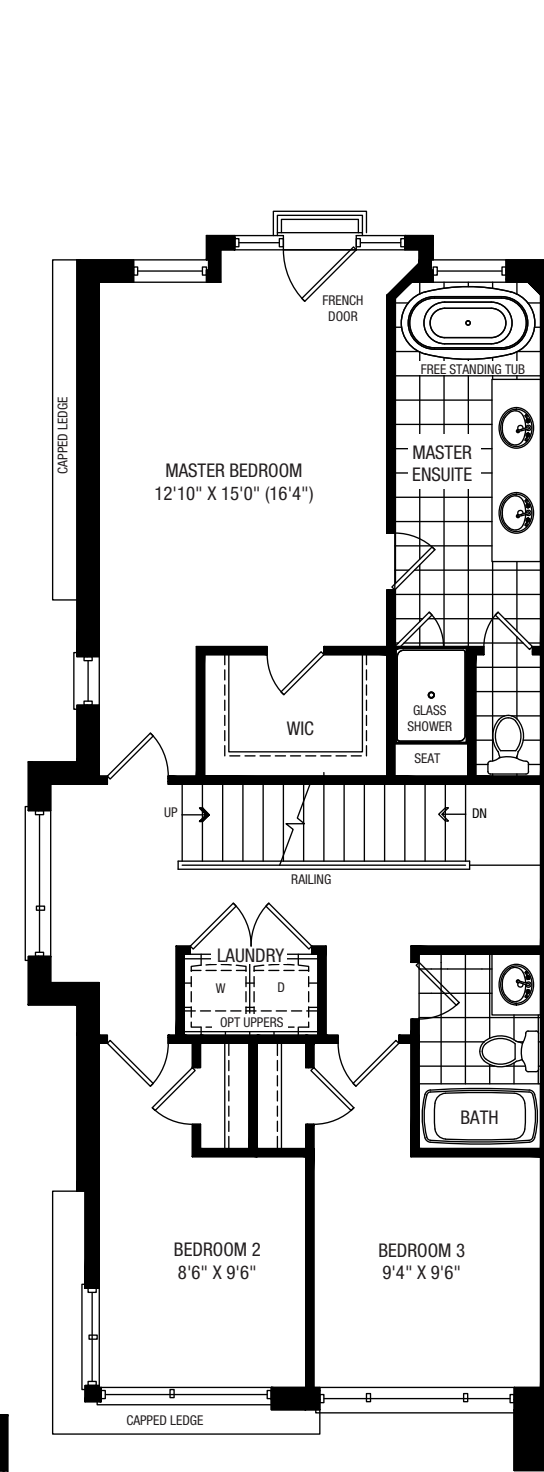 FRENCH
DOOR
FREE STANDING TUB
CAPPED LEDGE
MASTER
ENSUITE
MASTER BEDROOM
12'10" X 15'0" (16'4")
WIC
GLASS
SHOWER
SEAT
UP
DN
RAILING
LAUNDRY
W
D
OPT UPPERS
BATH
BEDROOM 2
8'6" X 9'6"
BEDROOM 3
9'4" X 9'6"
CAPPED LEDGE